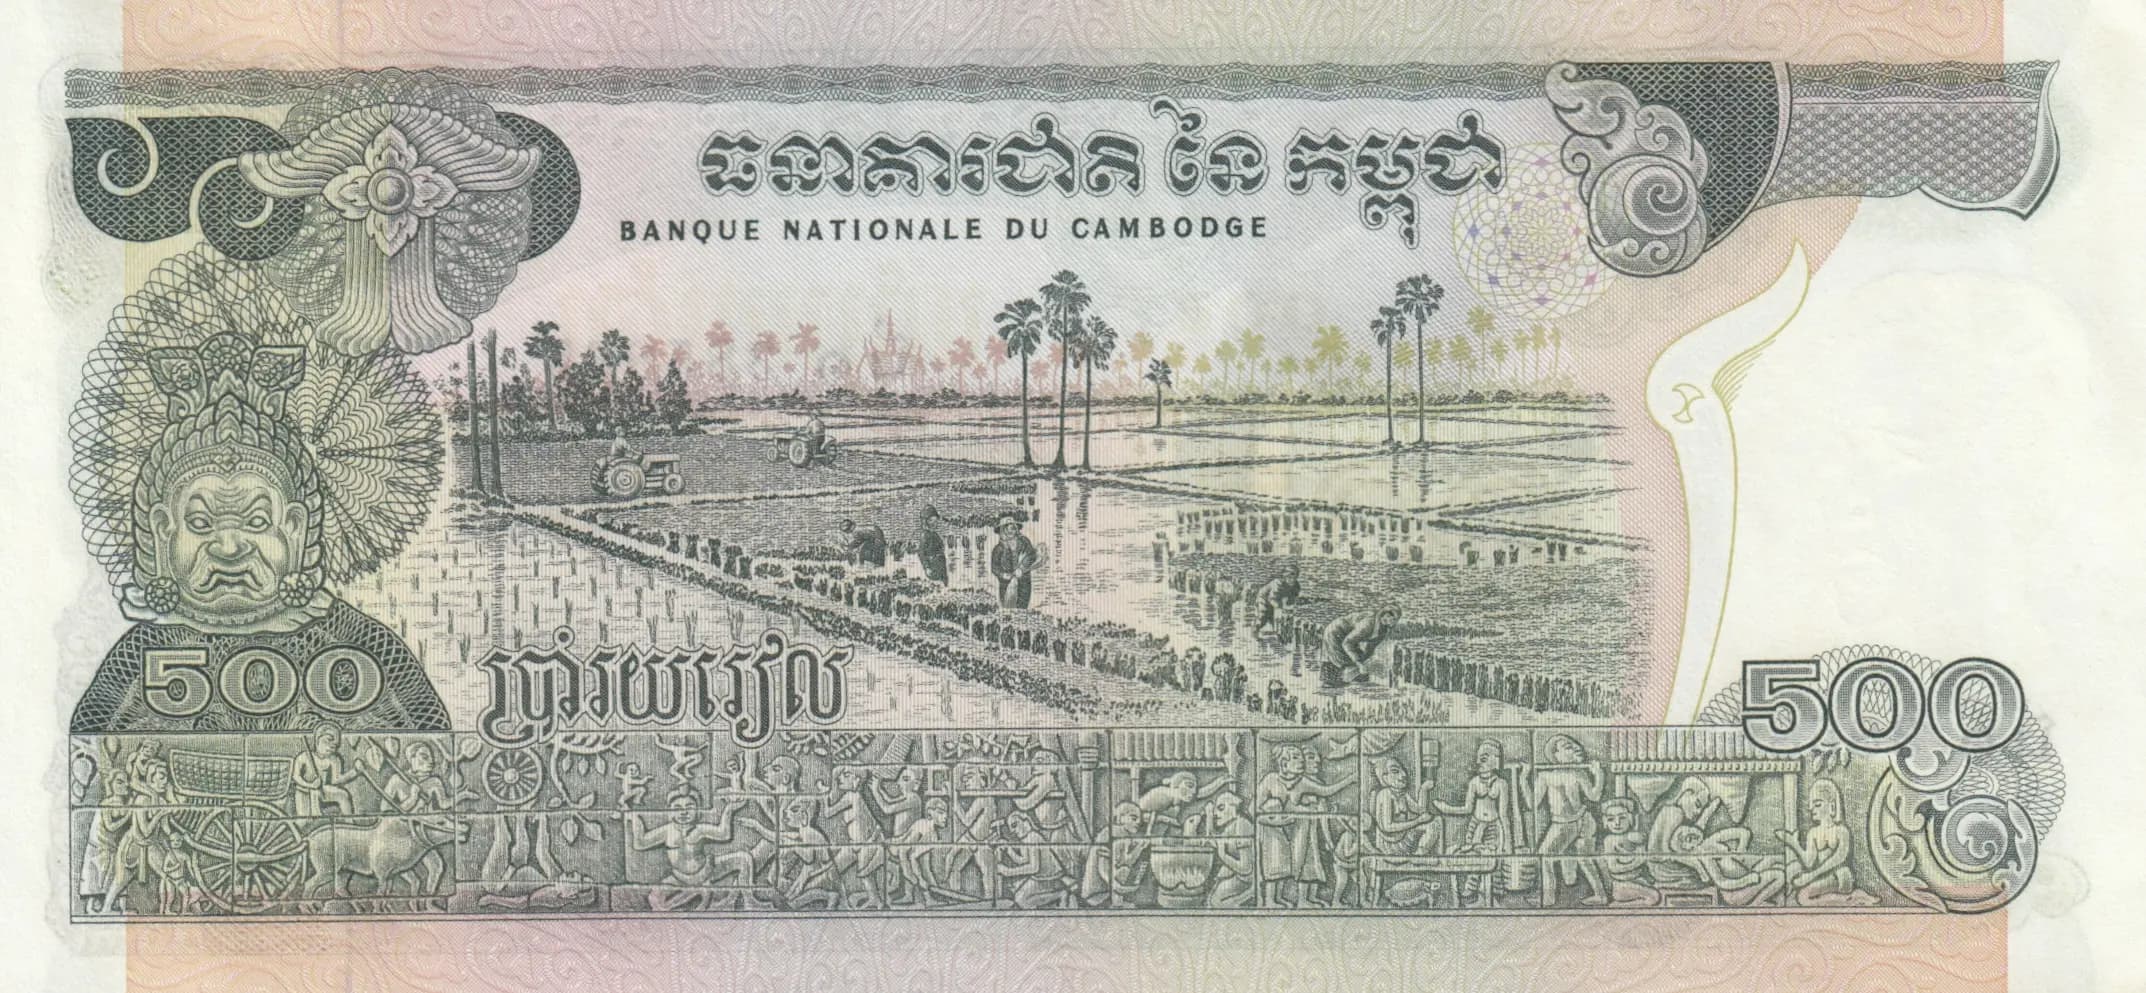 ធនាគារជាតិ នៃ កម្ពុជា
BANQUE NATIONALE DU CAMBODGE
500
ប្រាំរយរៀល
500